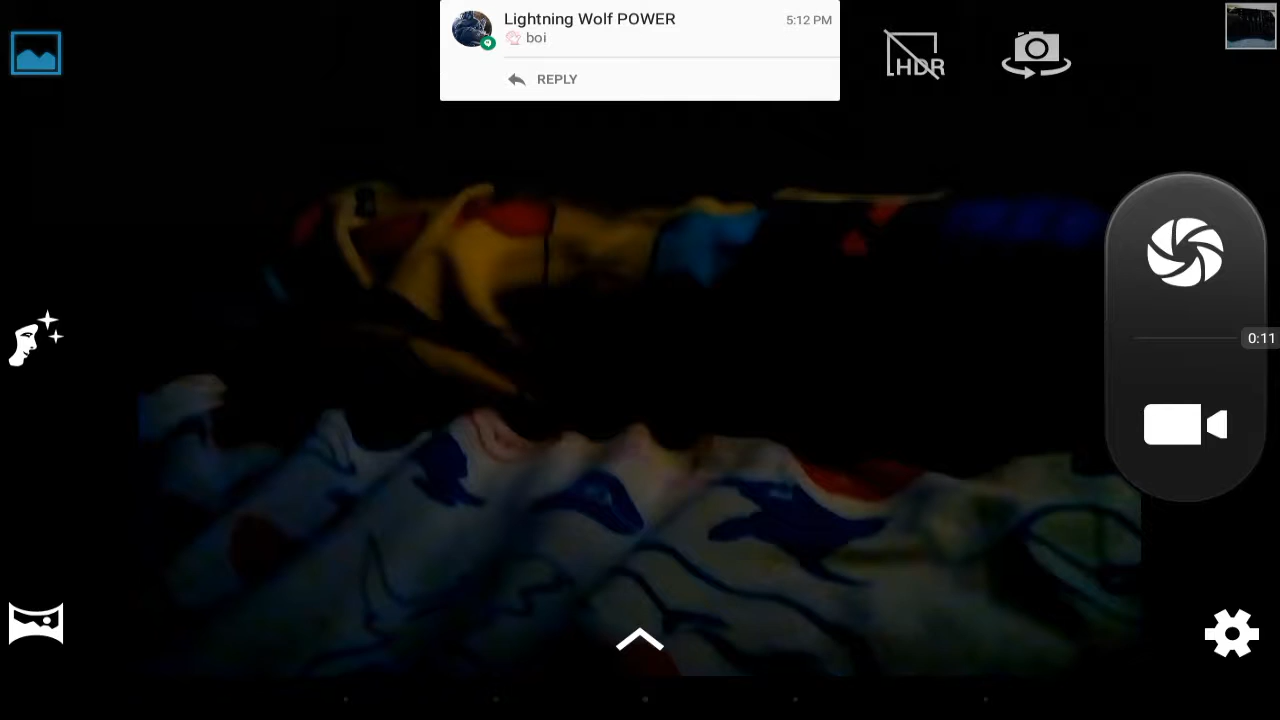 Lightning Wolf POWER
5:12 PM
✋🏻 boi
REPLY
HDR
0:11